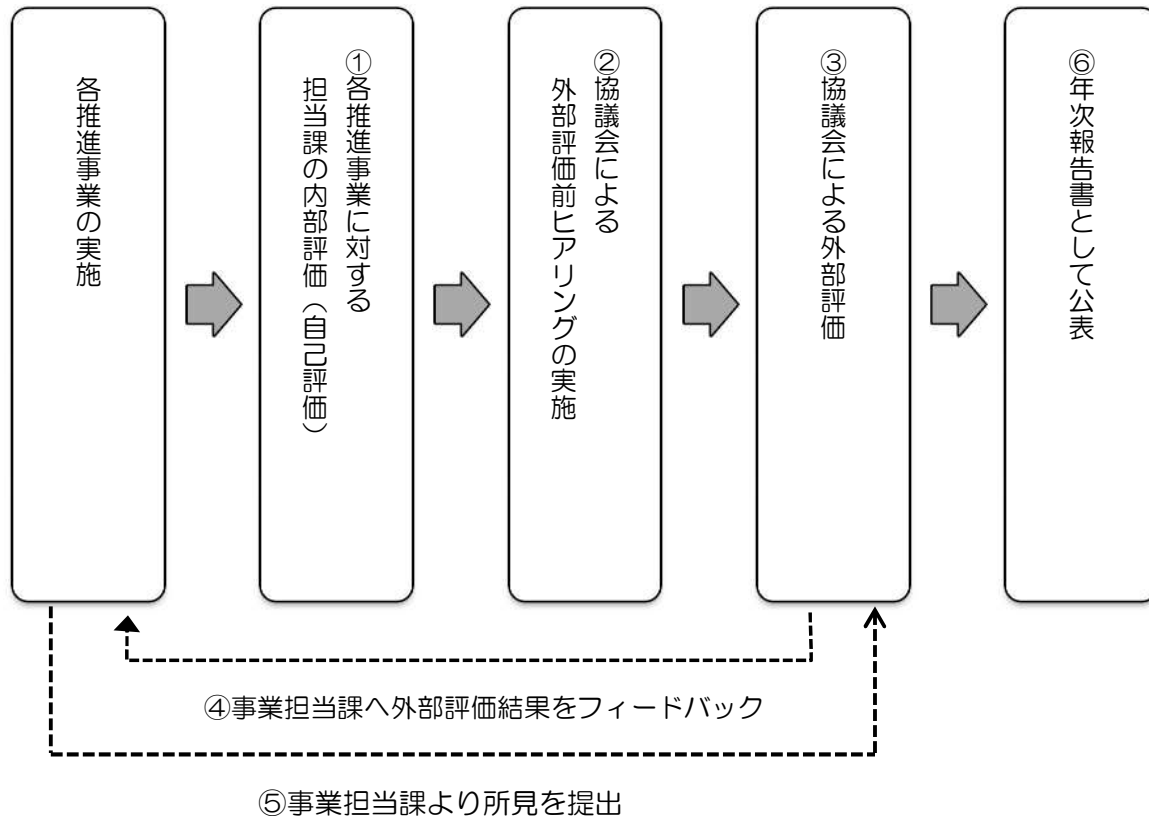 各推進事業の実施
①各推進事業に対する
担当課の内部評価（自己評価）
②協議会による
外部評価前ヒアリングの実施
③協議会による外部評価
⑥年次報告書として公表
④事業担当課へ外部評価結果をフィードバック
⑤事業担当課より所見を提出